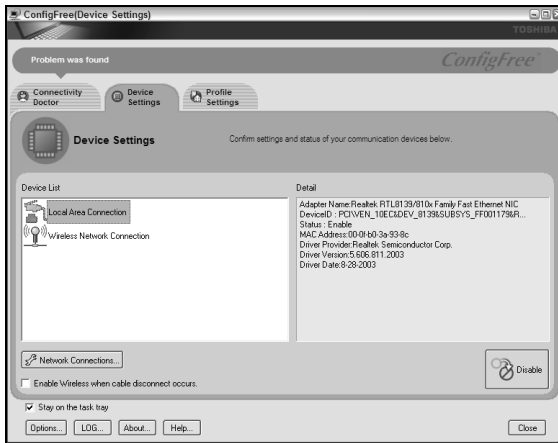 ConfigFree(Device Settings)
TOSHIBA
Problem was found
ConfigFree
Connectivity Doctor
Device Settings
Profile Settings
Device Settings
Confirm settings and status of your communication devices below.
Device List
Detail
Local Area Connection
Wireless Network Connection
Adapter Name:Realtek RTL8139/810x Family Fast Ethernet NIC
DeviceID : PCI\VEN_10EC&DEV_8139&SUBSYS_FF001179&R...
Status : Enable
MAC Address:00-0f-b0-3a-93-8c
Driver Provider:Realtek Semiconductor Corp.
Driver Version:5.606.811.2003
Driver Date:8-28-2003
Network Connections...
Disable
Enable Wireless when cable disconnect occurs.
Stay on the task tray
Options...
LOG...
About...
Help...
Close